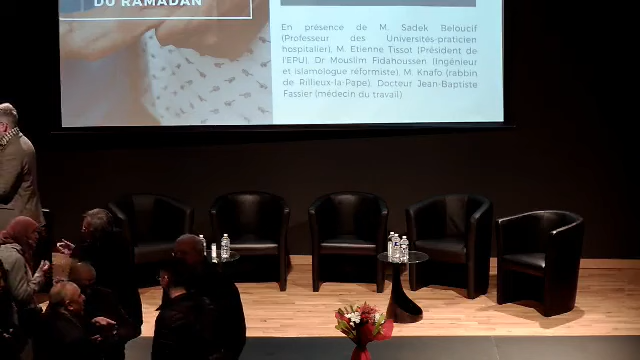 DU RAMADAN
En présence de M. Sadek Beloucif
(Professeur des Universités-praticien
hospitalier), M. Etienne Tissot (Président de
l'EPU), Dr Mouslim Fidahoussen (Ingénieur
et Islamologue réformiste), M. Knafo (rabbin
de Rillieux-la-Pape), Docteur Jean-Baptiste
Fassier (médecin du travail)